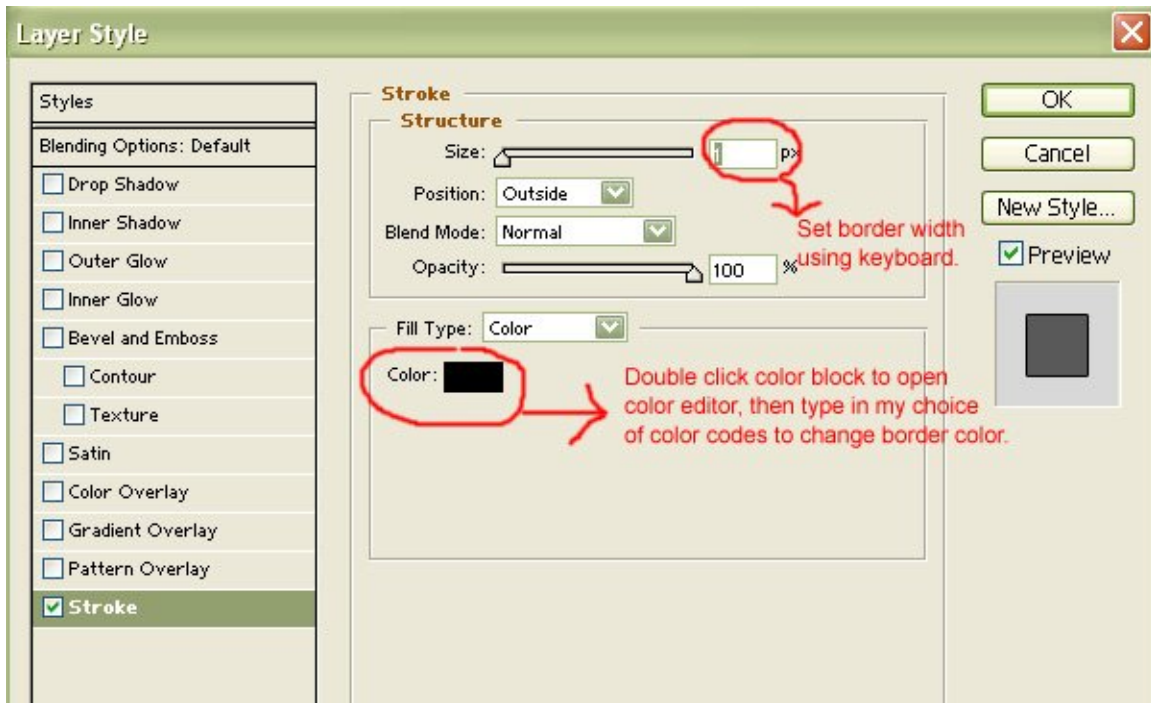 Layer Style
Styles
Blending Options: Default
Drop Shadow
Inner Shadow
Outer Glow
Inner Glow
Bevel and Emboss
Contour
Texture
Satin
Color Overlay
Gradient Overlay
Pattern Overlay
Stroke
Stroke
Structure
Size: 1 px
Position: Outside
Blend Mode: Normal
Opacity: 100 %
Set border width
using keyboard.
Fill Type: Color
Color:
Double click color block to open
color editor, then type in my choice
of color codes to change border color.
OK
Cancel
New Style...
Preview